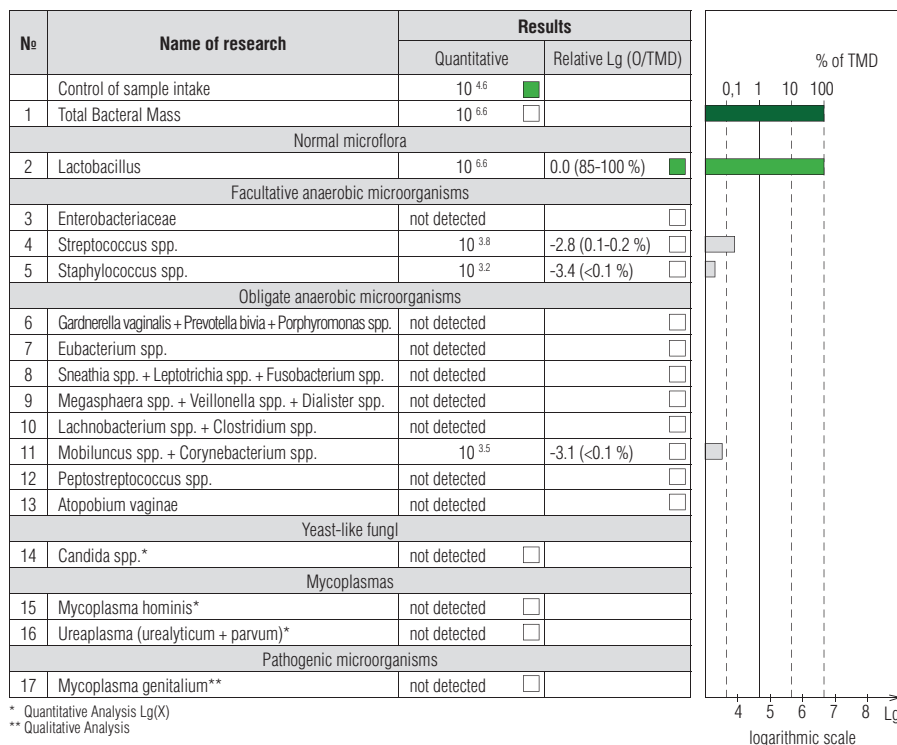 № Name of research Results
Quantitative Relative Lg (O/TMD)
Control of sample intake 10 4.6
1 Total Bacteral Mass 10 6.6
Normal microflora
2 Lactobacillus 10 6.6 0.0 (85-100 %)
Facultative anaerobic microorganisms
3 Enterobacteriaceae not detected
4 Streptococcus spp. 10 3.8 -2.8 (0.1-0.2 %)
5 Staphylococcus spp. 10 3.2 -3.4 (<0.1 %)
Obligate anaerobic microorganisms
6 Gardnerella vaginalis + Prevotella bivia + Porphyromonas spp. not detected
7 Eubacterium spp. not detected
8 Sneathia spp. + Leptotrichia spp. + Fusobacterium spp. not detected
9 Megasphaera spp. + Veillonella spp. + Dialister spp. not detected
10 Lachnobacterium spp. + Clostridium spp. not detected
11 Mobiluncus spp. + Corynebacterium spp. 10 3.5 -3.1 (<0.1 %)
12 Peptostreptococcus spp. not detected
13 Atopobium vaginae not detected
Yeast-like fungl
14 Candida spp.* not detected
Mycoplasmas
15 Mycoplasma hominis* not detected
16 Ureaplasma (urealyticum + parvum)* not detected
Pathogenic microorganisms
17 Mycoplasma genitalium** not detected
* Quantitative Analysis Lg(X)
** Qualitative Analysis
% of TMD
0,1 1 10 100
4 5 6 7 8 Lg
logarithmic scale